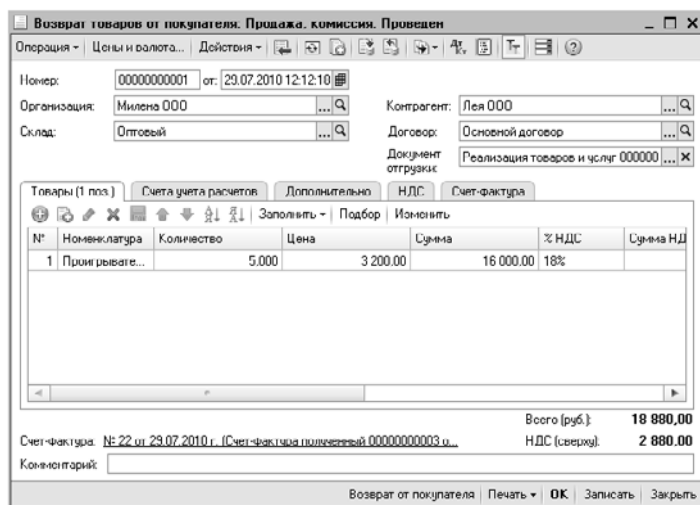 Возврат товаров от покупателя: Продажа, комиссия. Проведен
Операция Цены и валюта... Действия
Номер: 00000000001 от: 29.07.2010 12:12:10
Организация: Милена ООО ... Контрагент: Лея ООО ...
Склад: Оптовый ... Договор: Основной договор ...
Документ отгрузки: Реализация товаров и услуг 000000 ...
Товары (1 поз.) Счета учета расчетов Дополнительно НДС Счет-фактура
Заполнить Подбор Изменить
N° Номенклатура Количество Цена Сумма % НДС Сумма НД
1 Проигрывате... 5,000 3 200,00 16 000,00 18%
Всего (руб.): 18 880,00
Счет-фактура: № 22 от 29.07.2010 г. (Счет-фактура полученный 00000000003 о... НДС (сверху): 2 880,00
Комментарий:
Возврат от покупателя Печать OK Записать Закрыть